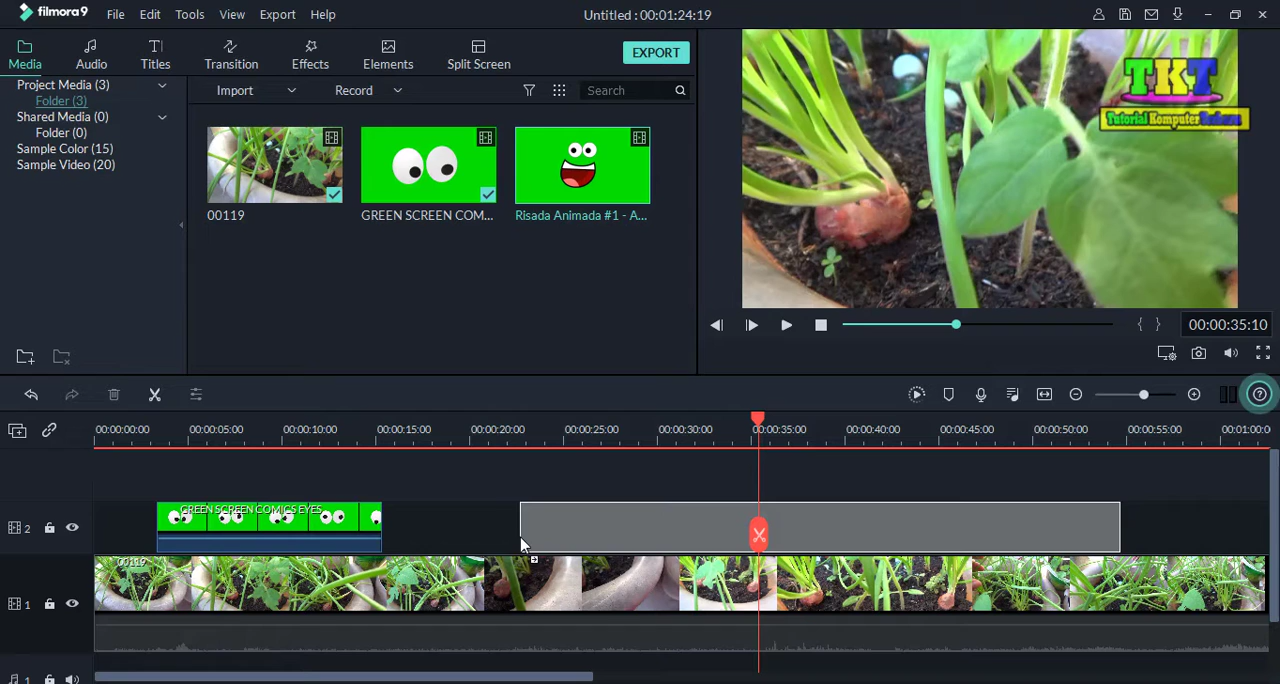 filmora9
File Edit Tools View Export Help
Untitled : 00:01:24:19
Media Audio Titles Transition Effects Elements Split Screen
EXPORT
Project Media (3)
Folder (3)
Shared Media (0)
Folder (0)
Sample Color (15)
Sample Video (20)
Import Record Search
00119
GREEN SCREEN COM...
Risada Animada #1 - A...
TKT
Tutorial Komputer
00:00:35:10
00:00:00:00 00:00:05:00 00:00:10:00 00:00:15:00 00:00:20:00 00:00:25:00 00:00:30:00 00:00:35:00 00:00:40:00 00:00:45:00 00:00:50:00 00:00:55:00 00:01:00:0
2
GREEN SCREEN COMICS EYES
1
00119
1